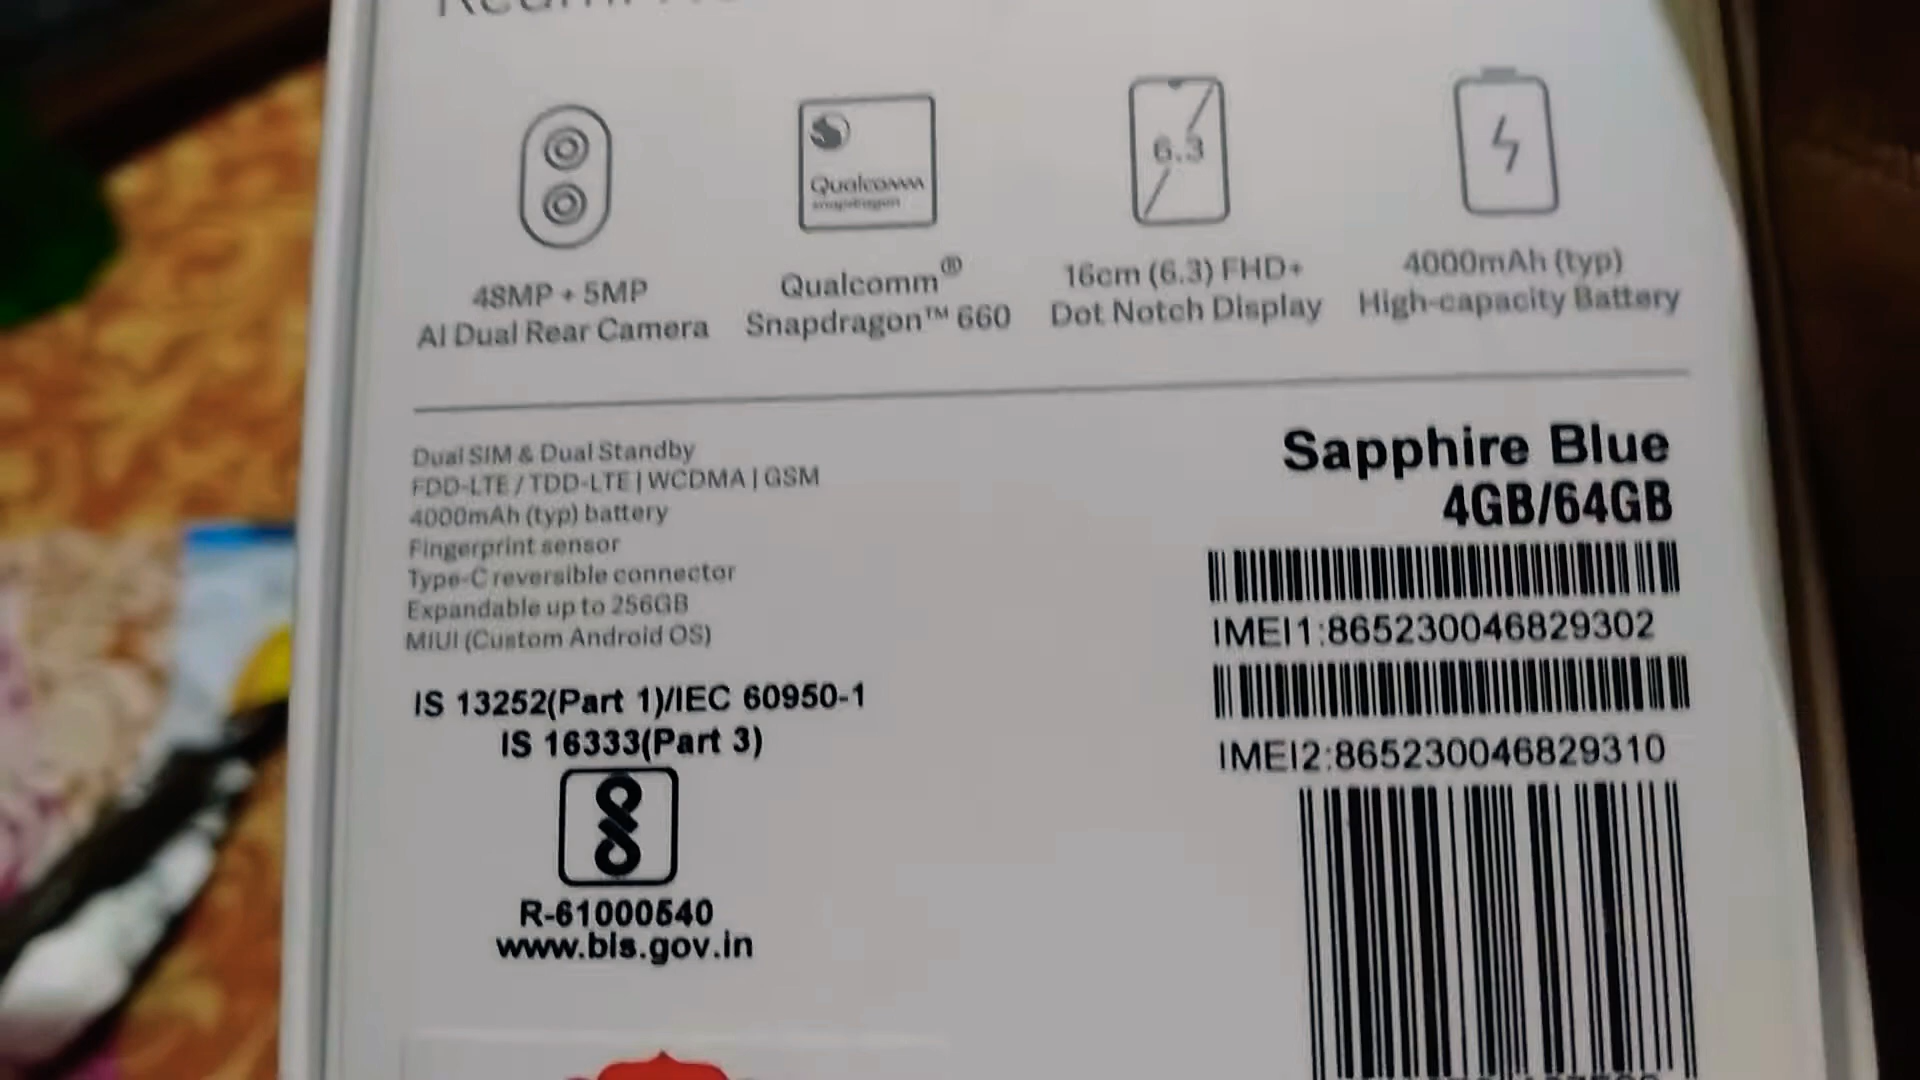 6.3
Qualcomm
snapdragon
48MP + 5MP
AI Dual Rear Camera
Qualcomm®
Snapdragon™ 660
16cm (6.3) FHD+
Dot Notch Display
4000mAh (typ)
High-capacity Battery
Dual SIM & Dual Standby
FDD-LTE / TDD-LTE | WCDMA | GSM
4000mAh (typ) battery
Fingerprint sensor
Type-C reversible connector
Expandable up to 256GB
MIUI (Custom Android OS)
Sapphire Blue
4GB/64GB
IMEI1:865230046829302
IMEI2:865230046829310
IS 13252(Part 1)/IEC 60950-1
IS 16333(Part 3)
R-61000540
www.bis.gov.in